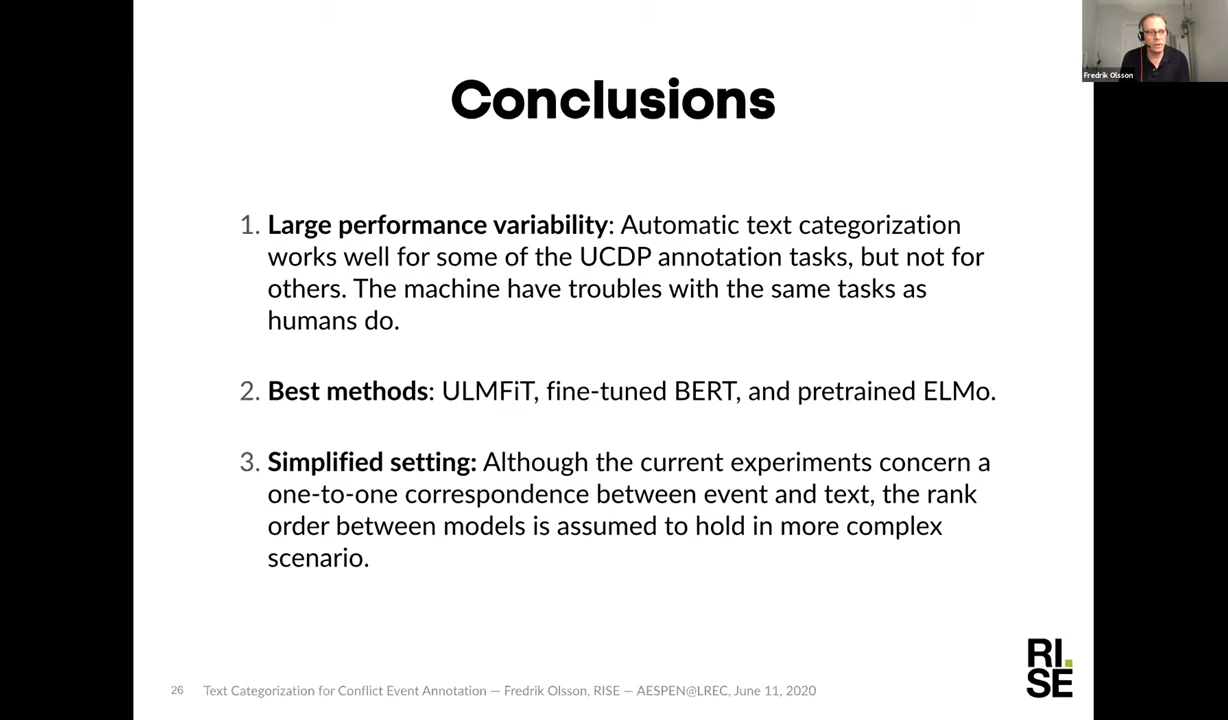 Fredrik Olsson
Conclusions
1. Large performance variability: Automatic text categorization
works well for some of the UCDP annotation tasks, but not for
others. The machine have troubles with the same tasks as
humans do.
2. Best methods: ULMFiT, fine-tuned BERT, and pretrained ELMo.
3. Simplified setting: Although the current experiments concern a
one-to-one correspondence between event and text, the rank
order between models is assumed to hold in more complex
scenario.
RI.
SE
26 Text Categorization for Conflict Event Annotation — Fredrik Olsson, RISE — AESPEN@LREC, June 11, 2020